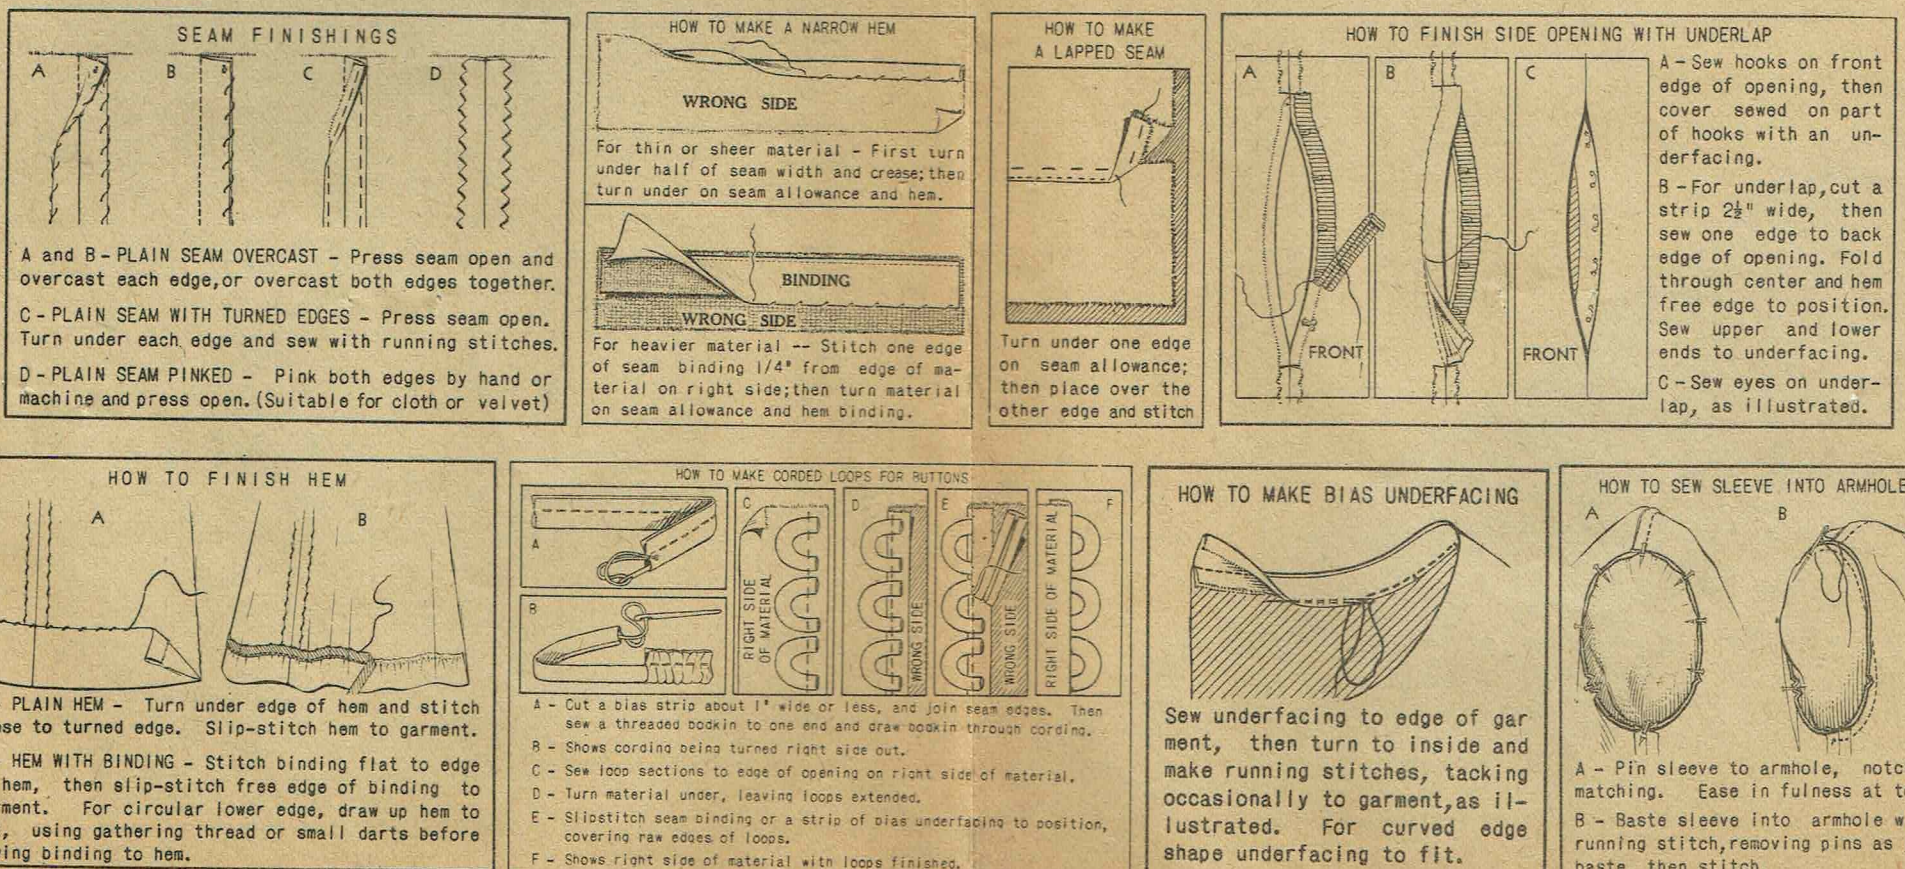 SEAM FINISHINGS
A
B
C
D
A and B - PLAIN SEAM OVERCAST - Press seam open and
overcast each edge, or overcast both edges together.
C - PLAIN SEAM WITH TURNED EDGES - Press seam open.
Turn under each edge and sew with running stitches.
D - PLAIN SEAM PINKED - Pink both edges by hand or
machine and press open. (Suitable for cloth or velvet)
HOW TO MAKE A NARROW HEM
WRONG SIDE
For thin or sheer material - First turn
under half of seam width and crease; then
turn under on seam allowance and hem.
BINDING
WRONG SIDE
For heavier material -- Stitch one edge
of seam binding 1/4" from edge of ma-
terial on right side; then turn material
on seam allowance and hem binding.
HOW TO MAKE
A LAPPED SEAM
Turn under one edge
on seam allowance;
then place over the
other edge and stitch
HOW TO FINISH SIDE OPENING WITH UNDERLAP
A
FRONT
B
C
FRONT
A - Sew hooks on front
edge of opening, then
cover sewed on part
of hooks with an un-
derfacing.
B - For underlap, cut a
strip 2½" wide, then
sew one edge to back
edge of opening. Fold
through center and hem
free edge to position.
Sew upper and lower
ends to underfacing.
C - Sew eyes on under-
lap, as illustrated.
HOW TO FINISH HEM
A
B
PLAIN HEM - Turn under edge of hem and stitch
se to turned edge. Slip-stitch hem to garment.
HEM WITH BINDING - Stitch binding flat to edge
hem, then slip-stitch free edge of binding to
ment. For circular lower edge, draw up hem to
, using gathering thread or small darts before
ing binding to hem.
HOW TO MAKE CORDED LOOPS FOR BUTTONS
A
B
C
RIGHT SIDE
OF MATERIAL
D
WRONG SIDE
E
WRONG SIDE
RIGHT SIDE OF MATERIAL
F
A - Cut a bias strip about 1" wide or less, and join seam edges. Then
sew a threaded bodkin to one end and draw bodkin through cording.
B - Shows cording being turned right side out.
C - Sew loop sections to edge of opening on right side of material.
D - Turn material under, leaving loops extended.
E - Slipstitch seam binding or a strip of bias underfacing to position,
covering raw edges of loops.
F - Shows right side of material with loops finished.
HOW TO MAKE BIAS UNDERFACING
Sew underfacing to edge of gar
ment, then turn to inside and
make running stitches, tacking
occasionally to garment, as il-
lustrated. For curved edge
shape underfacing to fit.
HOW TO SEW SLEEVE INTO ARMHOLE
A
B
A - Pin sleeve to armhole, notc
matching. Ease in fulness at t
B - Baste sleeve into armhole w
running stitch, removing pins as
baste, then stitch